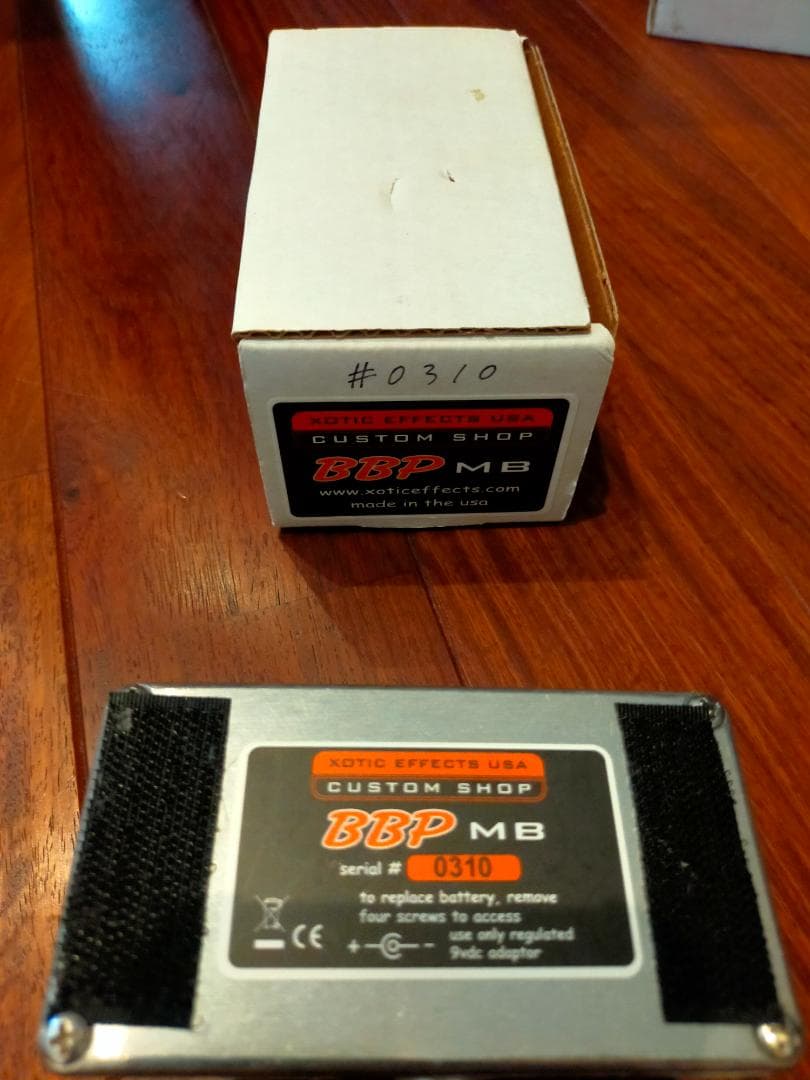 #0310
XOTIC EFFECTS USA
CUSTOM SHOP
BBP MB
www.xoticeffects.com
made in the usa
XOTIC EFFECTS USA
CUSTOM SHOP
BBP MB
serial # 0310
to replace battery, remove
four screws to access
use only regulated
9vdc adaptor
CE
+ -